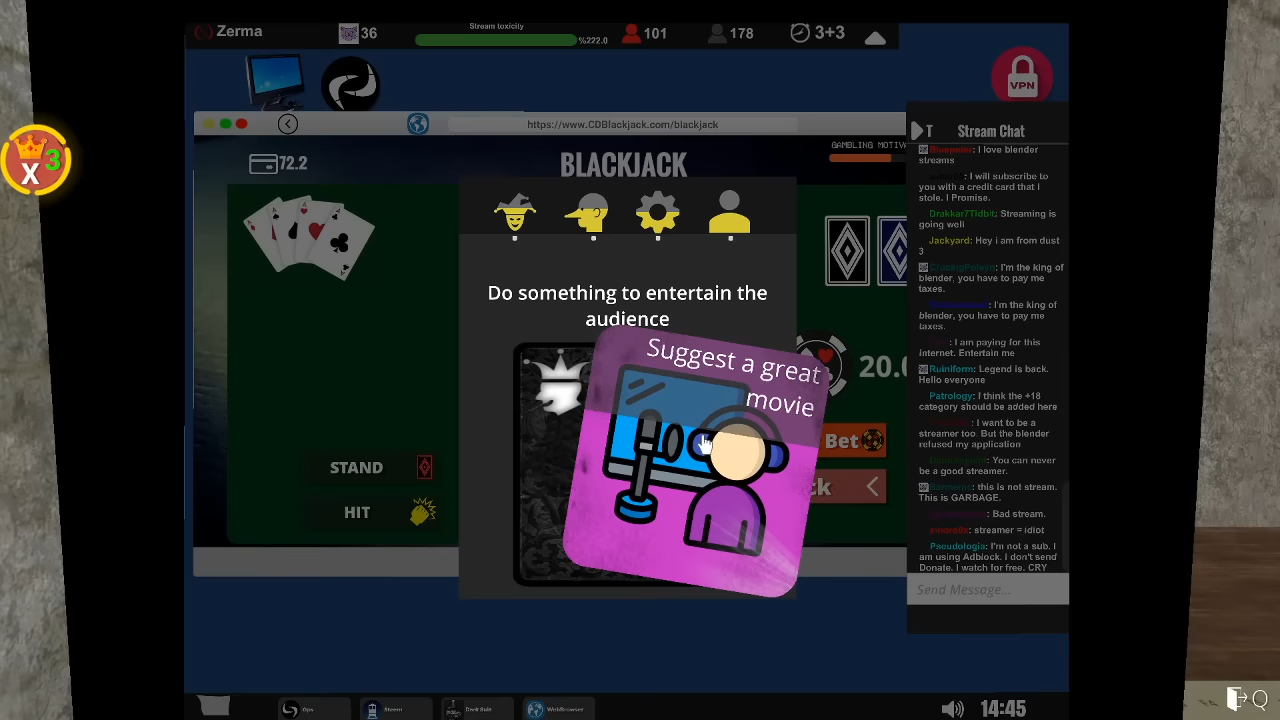 Zerma
36
Stream toxicity
%222.0
101
178
3+3
VPN
X3
https://www.CDBlackjack.com/blackjack
T Stream Chat
72.2
BLACKJACK
Do something to entertain the
audience
Suggest a great
movie
20.0
Bet
STAND
HIT
Bluppeler: I love blender
streams
I will subscribe to
you with a credit card that I
stole. I Promise.
Drakkar7Tidbit: Streaming is
going well
Jackyard: Hey i am from dust
3
I'm the king of
blender, you have to pay me
taxes.
I'm the king of
blender, you have to pay me
taxes.
I am paying for this
internet. Entertain me
Ruiniform: Legend is back.
Hello everyone
Patrology: I think the +18
category should be added here
I want to be a
streamer too. But the blender
refused my application
You can never
be a good streamer.
this is not stream.
This is GARBAGE.
Bad stream.
streamer = idiot
Pseudologia: I'm not a sub. I
am using Adblock. I don't send
Donate. I watch for free. CRY
Send Message...
Ops
Steem
WebBrowser
14:45
Q